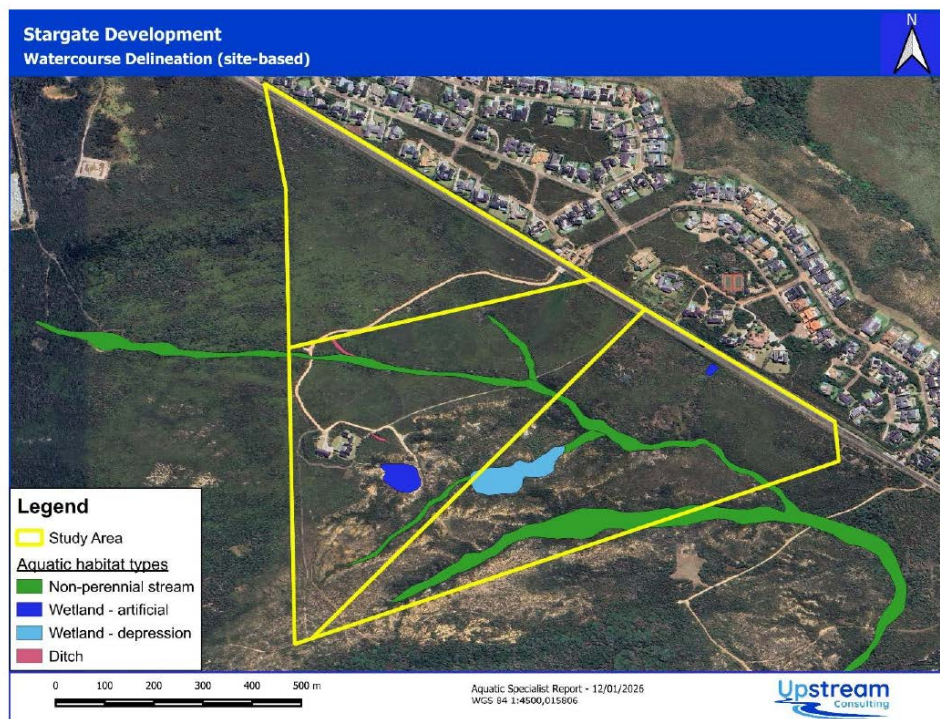 Stargate Development
Watercourse Delineation (site-based)
N
Legend
Study Area
Aquatic habitat types
Non-perennial stream
Wetland - artificial
Wetland - depression
Ditch
0 100 200 300 400 500 m
Aquatic Specialist Report - 12/01/2026
WGS 84 1:4500,015806
Upstream
Consulting